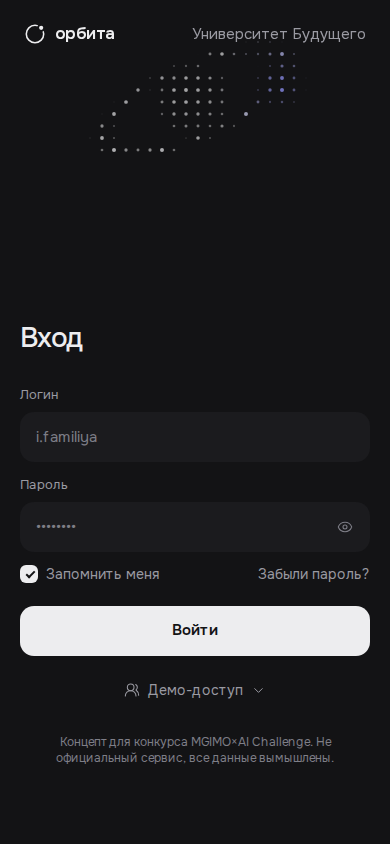 орбита
Университет Будущего
Вход
Логин
i.familiya
Пароль
••••••••
Запомнить меня
Забыли пароль?
Войти
Демо-доступ
Концепт для конкурса MGIMO×AI Challenge. Не
официальный сервис, все данные вымышлены.